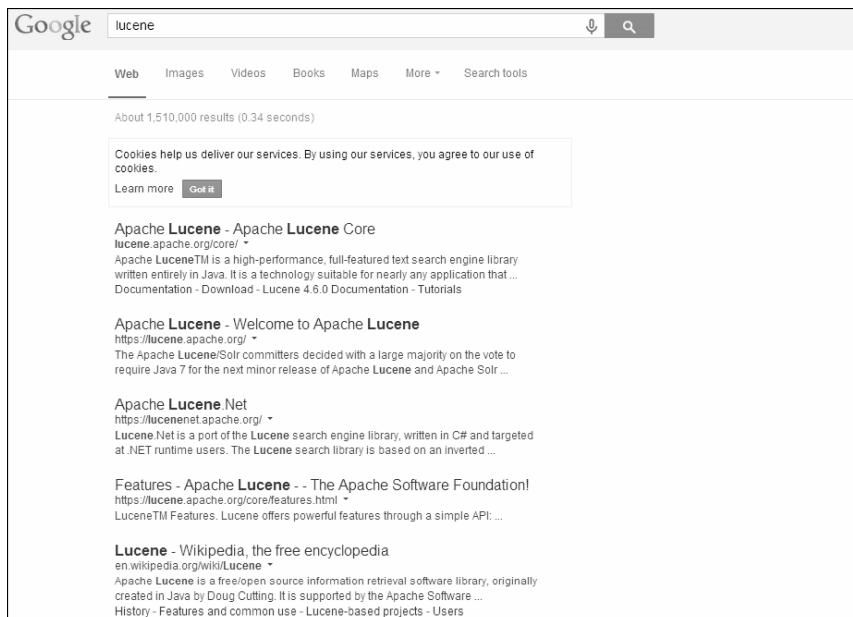 Google lucene
Web Images Videos Books Maps More Search tools
About 1,510,000 results (0.34 seconds)
Cookies help us deliver our services. By using our services, you agree to our use of
cookies.
Learn more Got it
Apache Lucene - Apache Lucene Core
lucene.apache.org/core/
Apache LuceneTM is a high-performance, full-featured text search engine library
written entirely in Java. It is a technology suitable for nearly any application that ...
Documentation - Download - Lucene 4.6.0 Documentation - Tutorials
Apache Lucene - Welcome to Apache Lucene
https://lucene.apache.org/
The Apache Lucene/Solr committers decided with a large majority on the vote to
require Java 7 for the next minor release of Apache Lucene and Apache Solr ...
Apache Lucene.Net
https://lucenenet.apache.org/
Lucene.Net is a port of the Lucene search engine library, written in C# and targeted
at .NET runtime users. The Lucene search library is based on an inverted ...
Features - Apache Lucene - - The Apache Software Foundation!
https://lucene.apache.org/core/features.html
LuceneTM Features. Lucene offers powerful features through a simple API: ...
Lucene - Wikipedia, the free encyclopedia
en.wikipedia.org/wiki/Lucene
Apache Lucene is a free/open source information retrieval software library, originally
created in Java by Doug Cutting. It is supported by the Apache Software ...
History - Features and common use - Lucene-based projects - Users